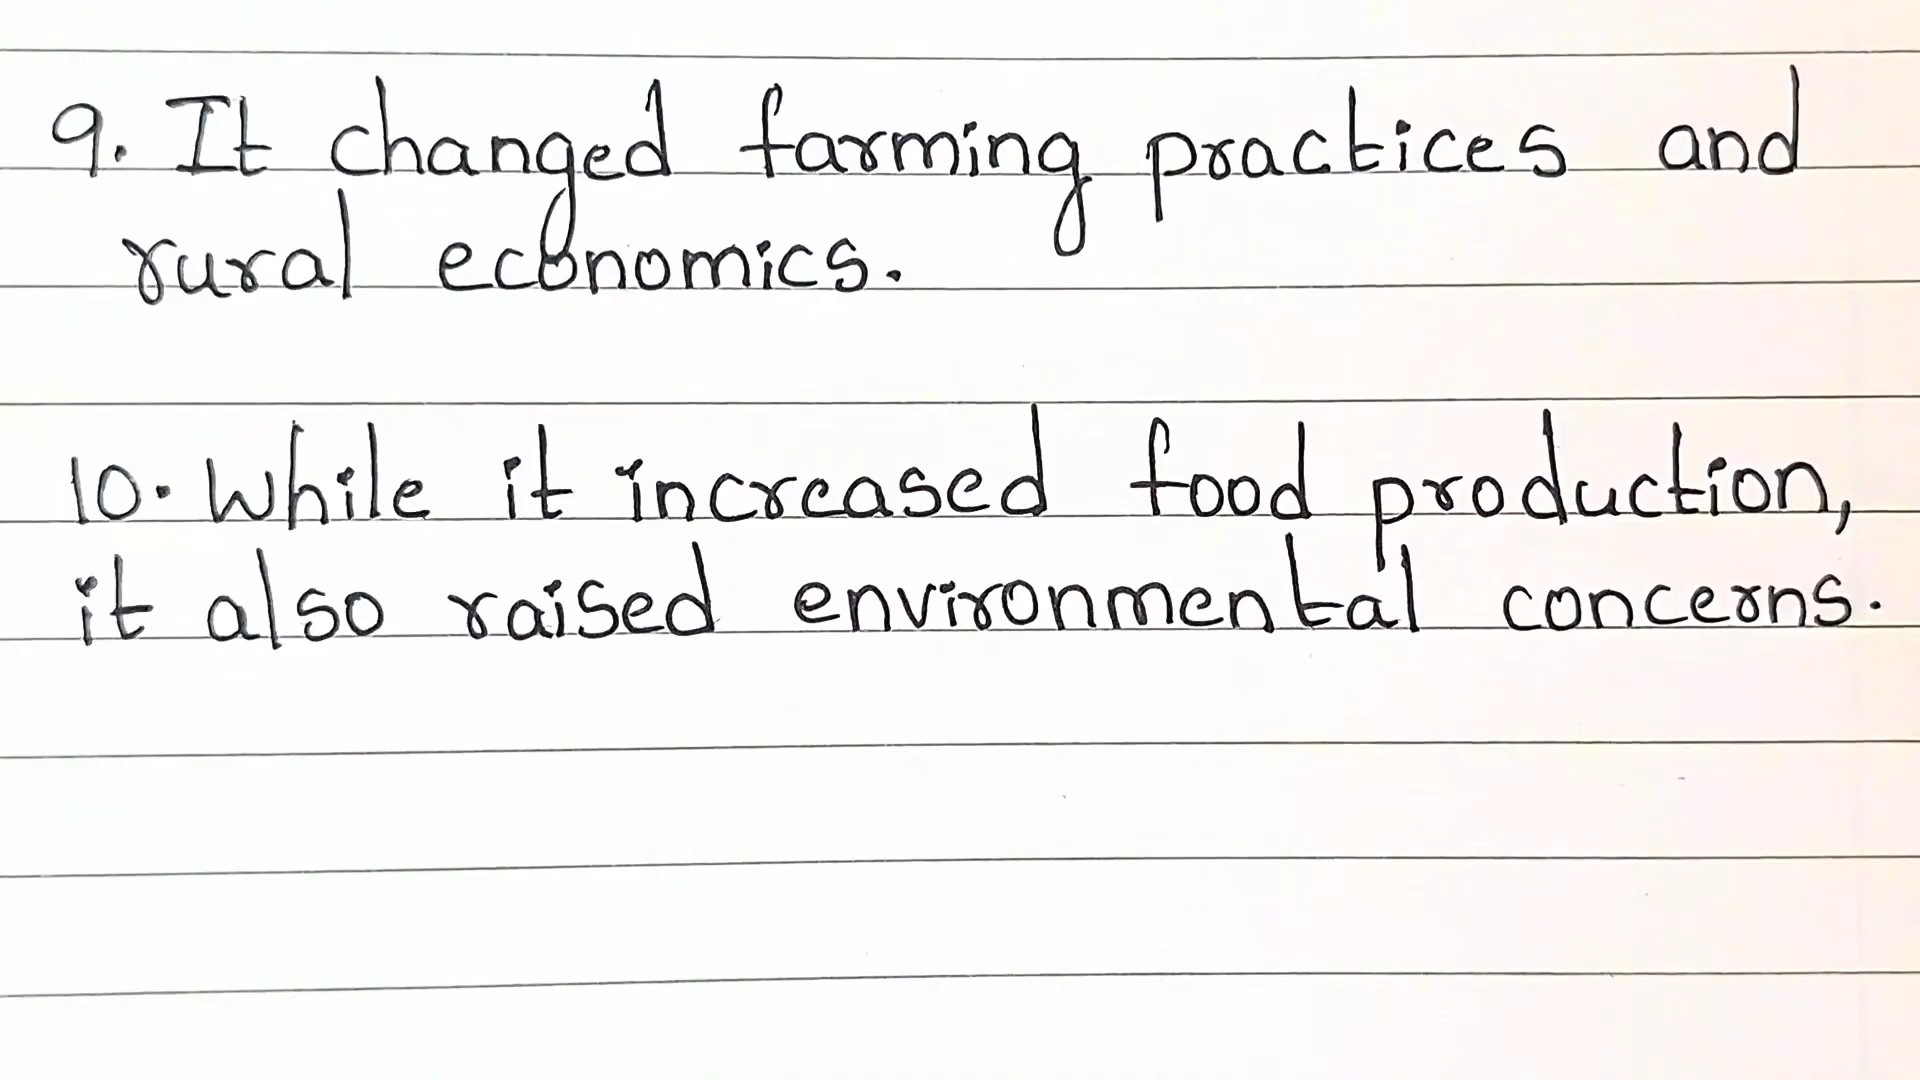 9. It changed farming practices and
rural economics.
10. While it increased food production,
it also raised environmental concerns.